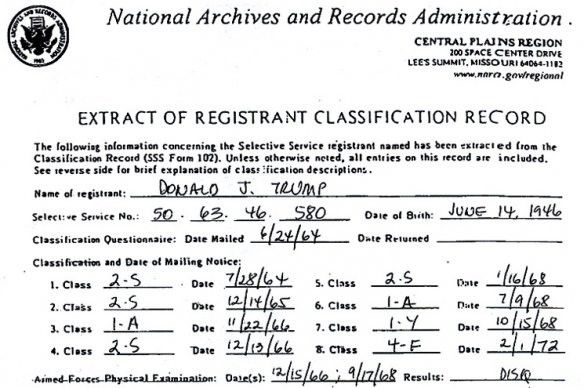 National Archives and Records Administration.
CENTRAL PLAINS REGION
200 SPACE CENTER DRIVE
LEE'S SUMMIT, MISSOURI 64064-1182
www.nara.gov/regional
EXTRACT OF REGISTRANT CLASSIFICATION RECORD
The following information concerning the Selective Service registrant named has been extracted from the
Classification Record (SSS Form 102). Unless otherwise noted, all entries on this record are included.
See reverse side for brief explanation of classification descriptions.
Name of registrant: DONALD J. TRUMP
Selective Service No.: 50 . 63 . 46 . 580 Date of Birth: JUNE 14, 1946
Classification Questionnaire: Date Mailed 6/24/64 Date Returned
Classification and Date of Mailing Notice:
1. Class 2-S Date 7/28/64 5. Class 2-S Date 1/16/68
2. Class 2-S Date 12/14/65 6. Class 1-A Date 7/9/68
3. Class 1-A Date 11/22/66 7. Class 1-Y Date 10/15/68
4. Class 2-S Date 12/13/66 8. Class 4-F Date 2/1/72
Armed Forces Physical Examination: Date(s): 12/15/66 ; 9/17/68 Results: DISQ